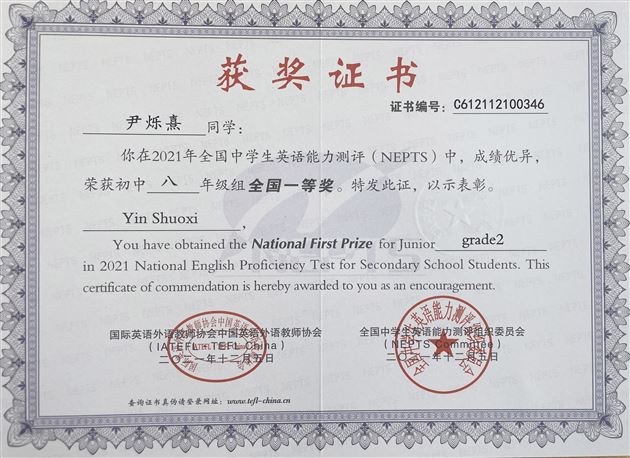 获奖证书
证书编号：C612112100346
尹烁熹 同学：
你在2021年全国中学生英语能力测评（NEPTS）中，成绩优异，
荣获初中 八 年级组全国一等奖。特发此证，以示表彰。
Yin Shuoxi ,
You have obtained the National First Prize for Junior grade2
in 2021 National English Proficiency Test for Secondary School Students. This
certificate of commendation is hereby awarded to you as an encouragement.
国际英语外语教师协会中国英语外语教师协会
(IATEFL TEFL China)
二〇二一年十二月五日
全国中学生英语能力测评组织委员会
(NEPTS Committee)
二〇二一年十二月五日
查询证书真伪请登录网址：www.tefl-china.cn